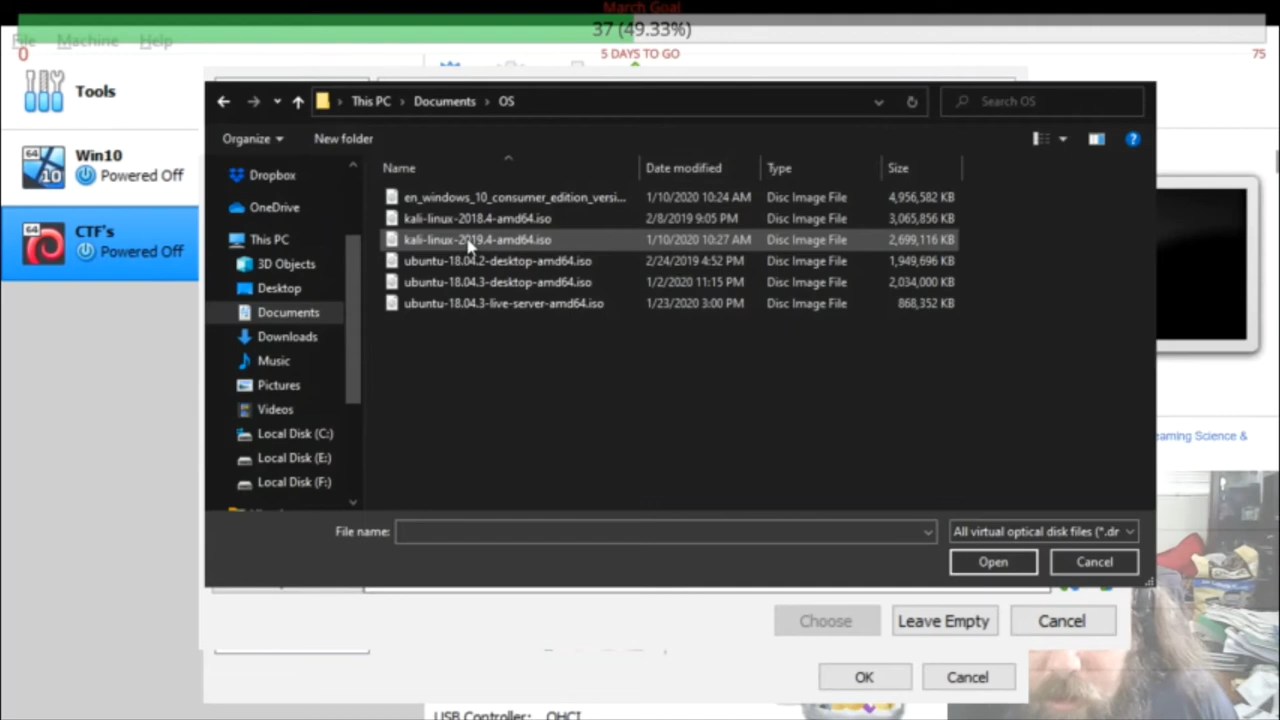 March Goal
37 (49.33%)
File Machine Help
0
5 DAYS TO GO
75
Tools
64
10
Win10
Powered Off
64
CTF's
Powered Off
This PC > Documents > OS
Search OS
Organize
New folder
?
Name
Date modified
Type
Size
en_windows_10_consumer_edition_versi... 1/10/2020 10:24 AM Disc Image File 4,956,582 KB
kali-linux-2018.4-amd64.iso 2/8/2019 9:05 PM Disc Image File 3,065,856 KB
kali-linux-2019.4-amd64.iso 1/10/2020 10:27 AM Disc Image File 2,699,116 KB
ubuntu-18.04.2-desktop-amd64.iso 2/24/2019 4:52 PM Disc Image File 1,949,696 KB
ubuntu-18.04.3-desktop-amd64.iso 1/2/2020 11:15 PM Disc Image File 2,034,000 KB
ubuntu-18.04.3-live-server-amd64.iso 1/23/2020 3:00 PM Disc Image File 868,352 KB
Dropbox
OneDrive
This PC
3D Objects
Desktop
Documents
Downloads
Music
Pictures
Videos
Local Disk (C:)
Local Disk (E:)
Local Disk (F:)
File name:
All virtual optical disk files (*.dr
Open
Cancel
Science &
Choose
Leave Empty
Cancel
OK
Cancel
USB Controller: OHCI